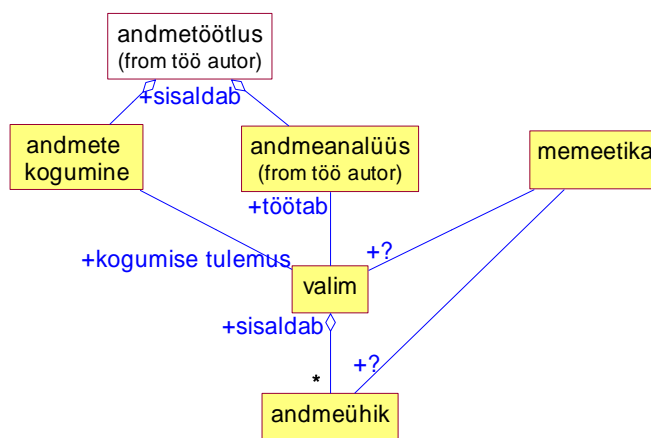 andmetöötlus
(from töö autor)
+sisaldab
andmete
kogumine
andmeanalüüs
(from töö autor)
memeetika
+töötab
+kogumise tulemus
+?
valim
+sisaldab
*
+?
andmeühik